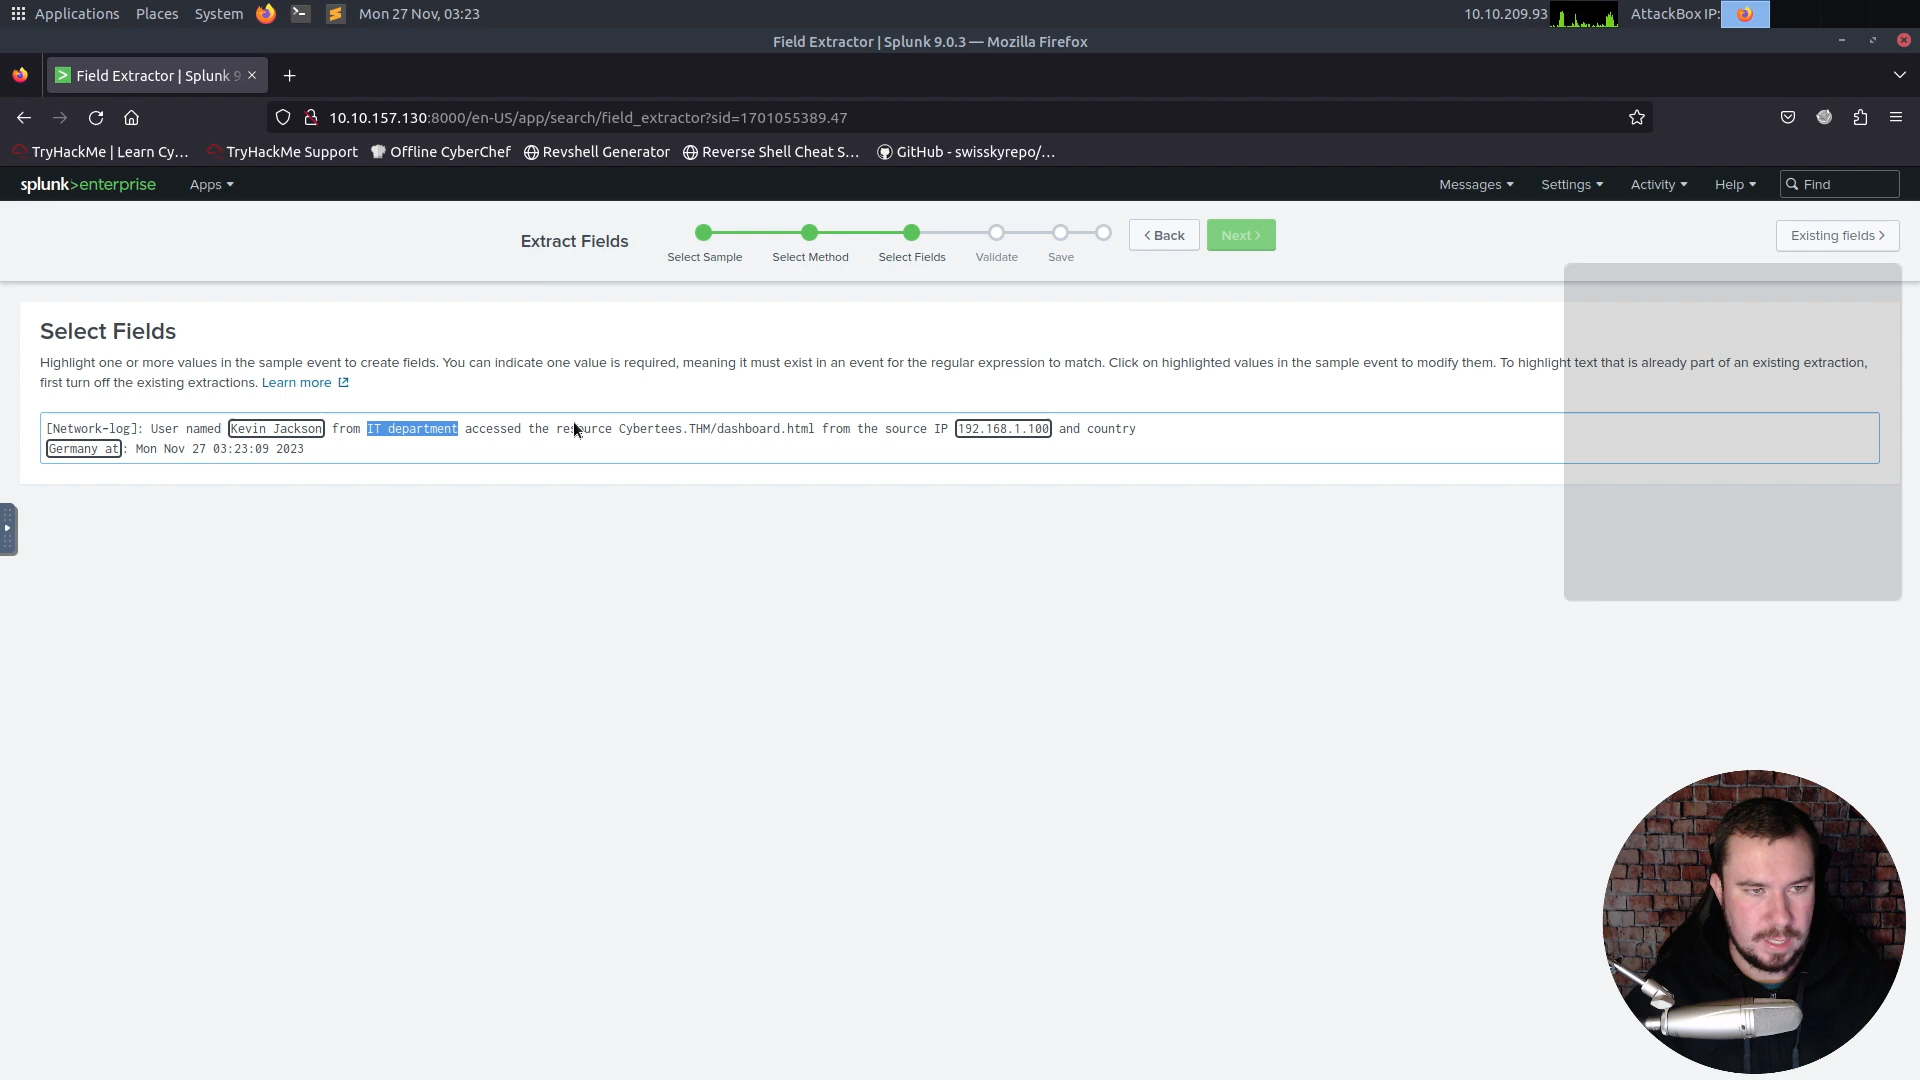 Applications Places System Mon 27 Nov, 03:23 10.10.209.93 AttackBox IP:
Field Extractor | Splunk 9.0.3 — Mozilla Firefox
Field Extractor | Splunk 9
10.10.157.130:8000/en-US/app/search/field_extractor?sid=1701055389.47
TryHackMe | Learn Cy... TryHackMe Support Offline CyberChef Revshell Generator Reverse Shell Cheat S... GitHub - swisskyrepo/...
splunk>enterprise Apps Messages Settings Activity Help Find
Extract Fields < Back Next > Existing fields >
Select Sample Select Method Select Fields Validate Save
Select Fields
Highlight one or more values in the sample event to create fields. You can indicate one value is required, meaning it must exist in an event for the regular expression to match. Click on highlighted values in the sample event to modify them. To highlight text that is already part of an existing extraction,
first turn off the existing extractions. Learn more
[Network-log]: User named Kevin Jackson from IT department accessed the resource Cybertees.THM/dashboard.html from the source IP 192.168.1.100 and country
Germany at: Mon Nov 27 03:23:09 2023